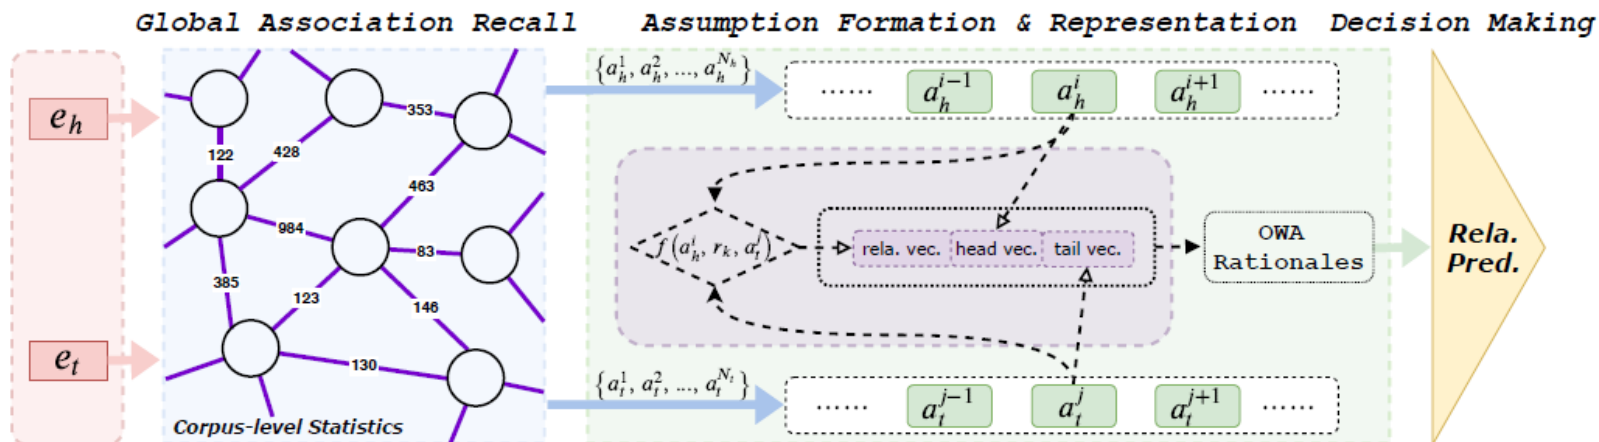 Global Association Recall
Assumption Formation & Representation
Decision Making
e_h
e_t
353
122
428
463
984
83
385
123
146
130
Corpus-level Statistics
{a_h^1, a_h^2, ..., a_h^{N_h}}
...... a_h^{i-1} a_h^i a_h^{i+1} ......
f(a_h^i, r_k, a_t^j)
rela. vec. head vec. tail vec.
OWA
Rationales
Rela.
Pred.
{a_t^1, a_t^2, ..., a_t^{N_t}}
...... a_t^{j-1} a_t^j a_t^{j+1} ......